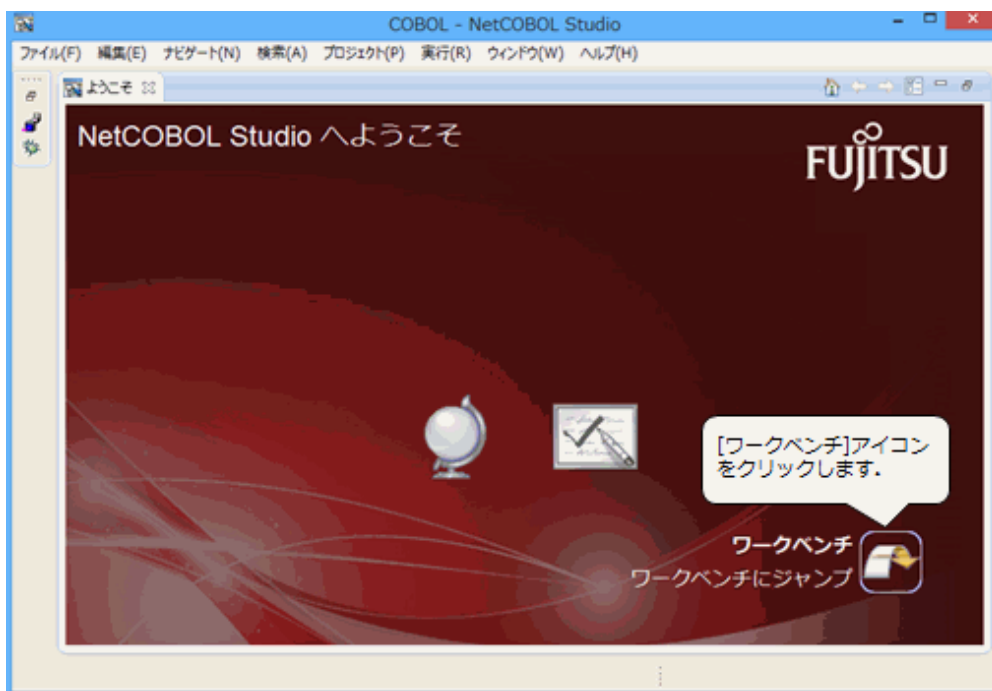 COBOL - NetCOBOL Studio
ファイル(F) 編集(E) ナビゲート(N) 検索(A) プロジェクト(P) 実行(R) ウィンドウ(W) ヘルプ(H)
ようこそ
NetCOBOL Studio へようこそ
FUJITSU
[ワークベンチ]アイコン
をクリックします.
ワークベンチ
ワークベンチにジャンプ